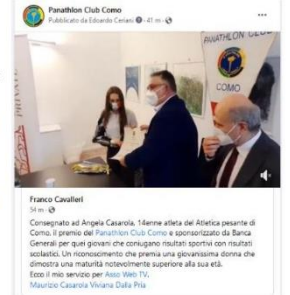 Panathlon Club Como
Pubblicato da Edoardo Ceriani · 41 m ·
PANATHLON CLUB
COMO
Franco Cavalleri
54 m ·
Consegnato ad Angela Casarola, 14enne atleta del Atletica pesante di
Como, il premio del Panathlon Club Como e sponsorizzato da Banca
Generali per quei giovani che coniugano risultati sportivi con risultati
scolastici. Un riconoscimento che premia una giovanissima donna che
dimostra una maturità notevolmente superiore alla sua età.
Ecco il mio servizio per Asso Web TV.
Maurizio Casarola Viviana Dalla Pria